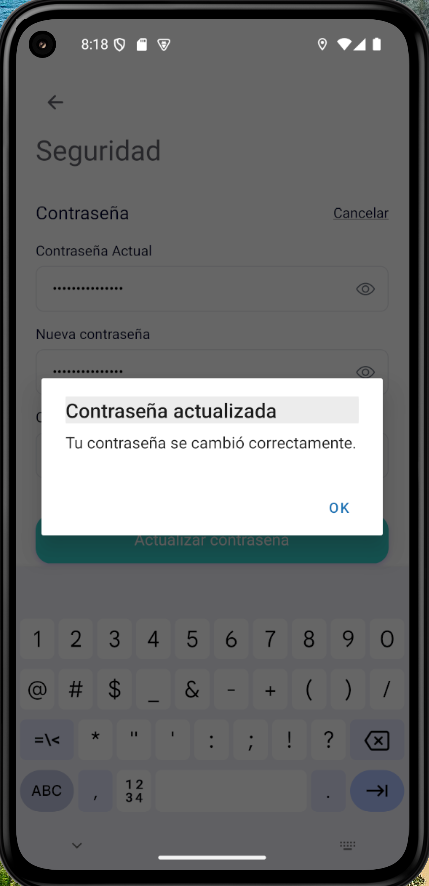 8:18
Seguridad
Contraseña Cancelar
Contraseña Actual
•••••••••••••••
Nueva contraseña
•••••••••••••••
Contraseña actualizada
Tu contraseña se cambió correctamente.
OK
Actualizar contraseña
1 2 3 4 5 6 7 8 9 0
@ # $ _ & - + ( ) /
=\< * " ' : ; ! ?
ABC , 12 .
34